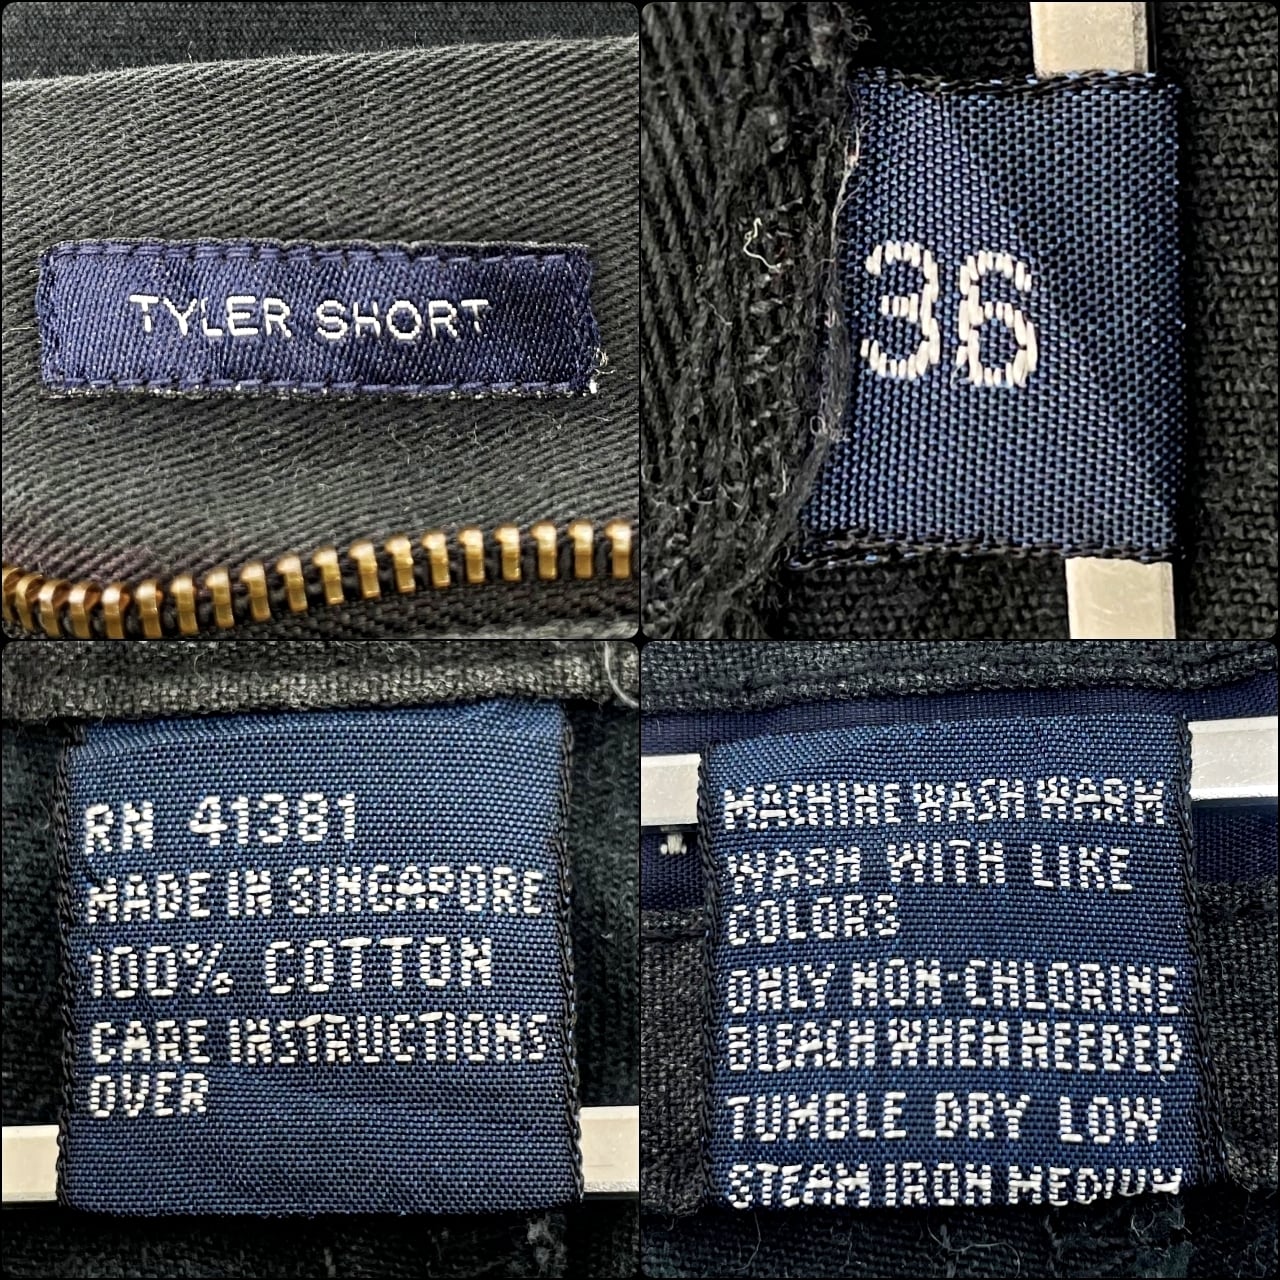 TYLER SHORT
36
RN 41381
MADE IN SINGAPORE
100% COTTON
CARE INSTRUCTIONS
OVER
MACHINE WASH WARM
WASH WITH LIKE
COLORS
ONLY NON-CHLORINE
BLEACH WHEN NEEDED
TUMBLE DRY LOW
STEAM IRON MEDIUM